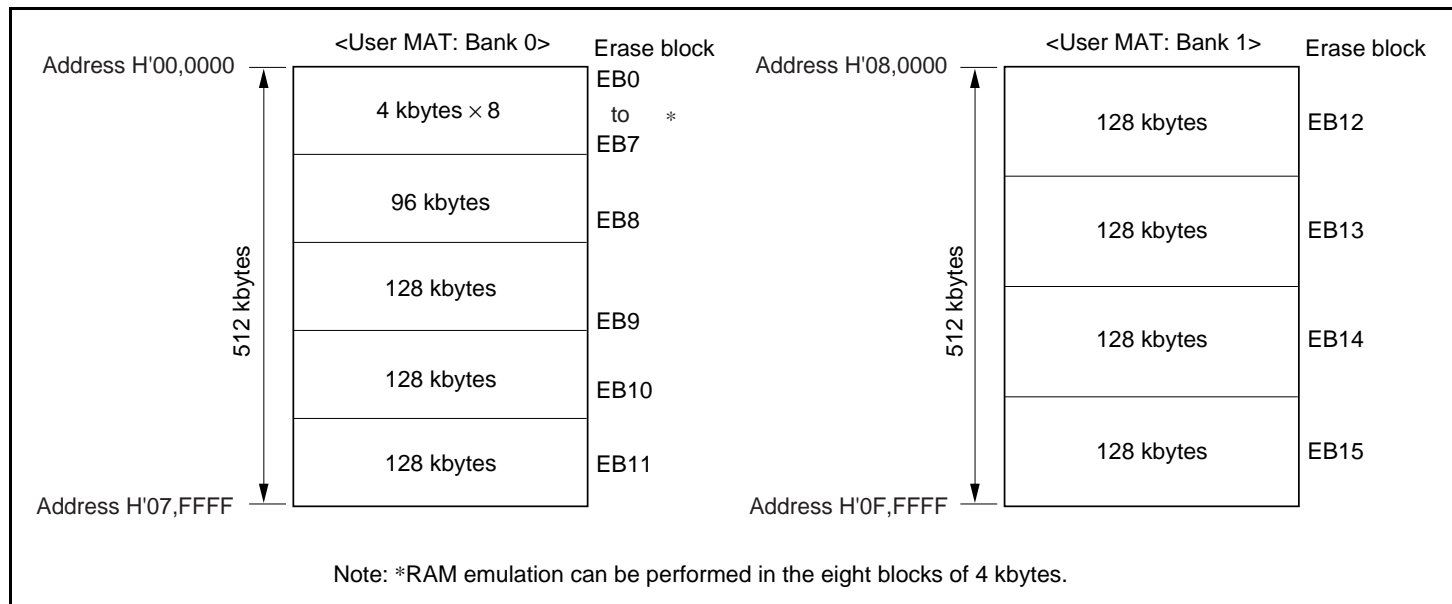 <User MAT: Bank 0> Erase block
Address H'00,0000
EB0
4 kbytes × 8
to *
EB7
96 kbytes
EB8
512 kbytes
128 kbytes
EB9
128 kbytes
EB10
128 kbytes
EB11
Address H'07,FFFF
<User MAT: Bank 1> Erase block
Address H'08,0000
128 kbytes EB12
128 kbytes EB13
512 kbytes
128 kbytes EB14
128 kbytes EB15
Address H'0F,FFFF
Note: *RAM emulation can be performed in the eight blocks of 4 kbytes.